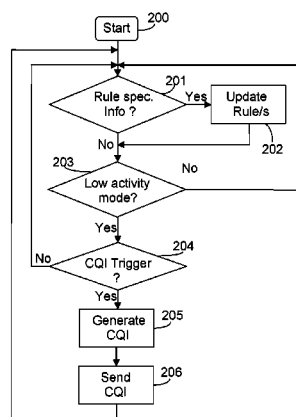 Start
200
Rule spec.
Info ?
201
Yes
Update
Rule/s
202
No
203
Low activity
mode?
No
Yes
204
CQI Trigger
?
No
Yes
Generate
CQI
205
Send
CQI
206